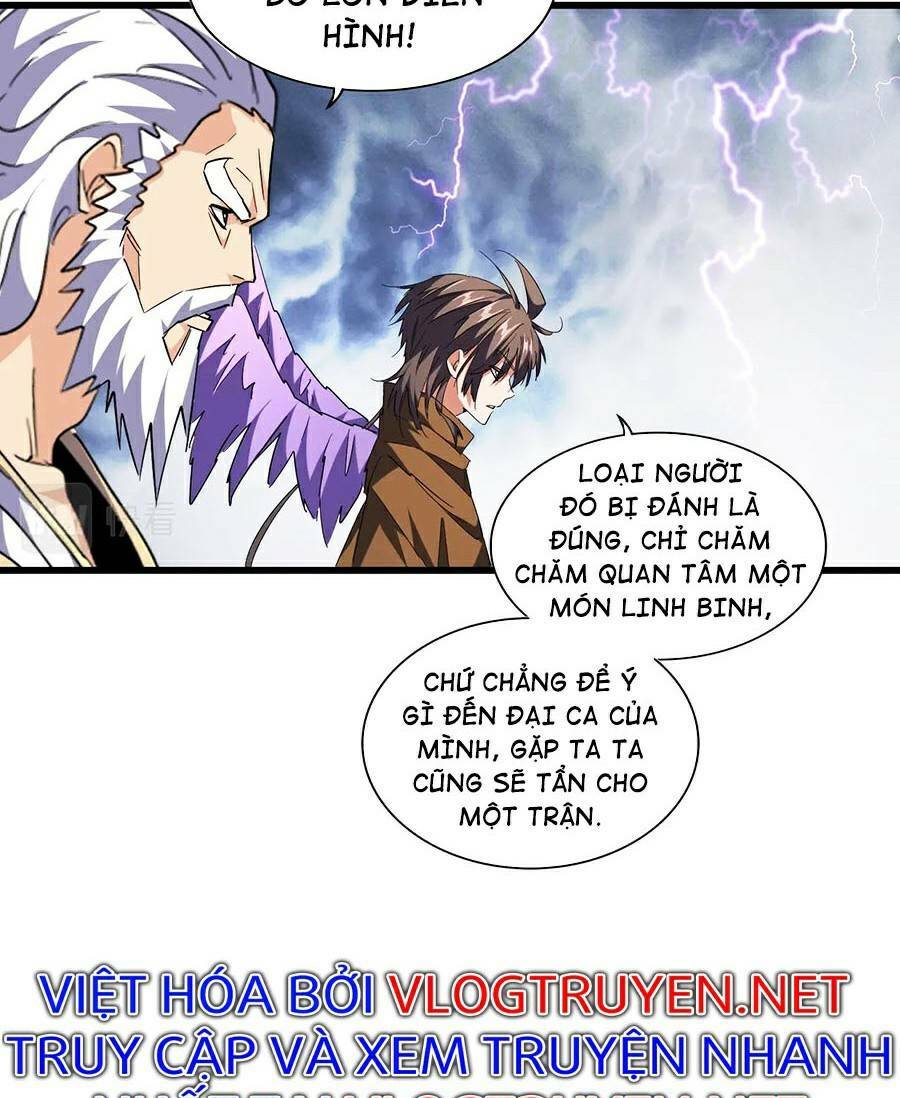 HÌNH!
LOẠI NGƯỜI
ĐÓ BỊ ĐÁNH LÀ
ĐÚNG, CHỈ CHĂM
CHĂM QUAN TÂM MỘT
MÓN LINH BINH,
CHỨ CHẲNG ĐỂ Ý
GÌ ĐẾN ĐẠI CA CỦA
MÌNH, GẶP TA TA
CŨNG SẼ TẨN CHO
MỘT TRẬN.
快看
VIỆT HÓA BỞI VLOGTRUYEN.NET
TRUY CẬP VÀ XEM TRUYỆN NHANH